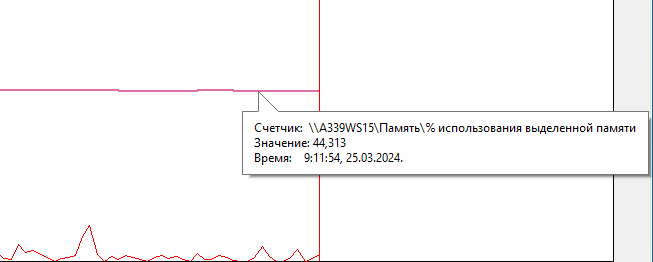 Счетчик: \\A339WS15\Память\% использования выделенной памяти
Значение: 44,313
Время: 9:11:54, 25.03.2024.